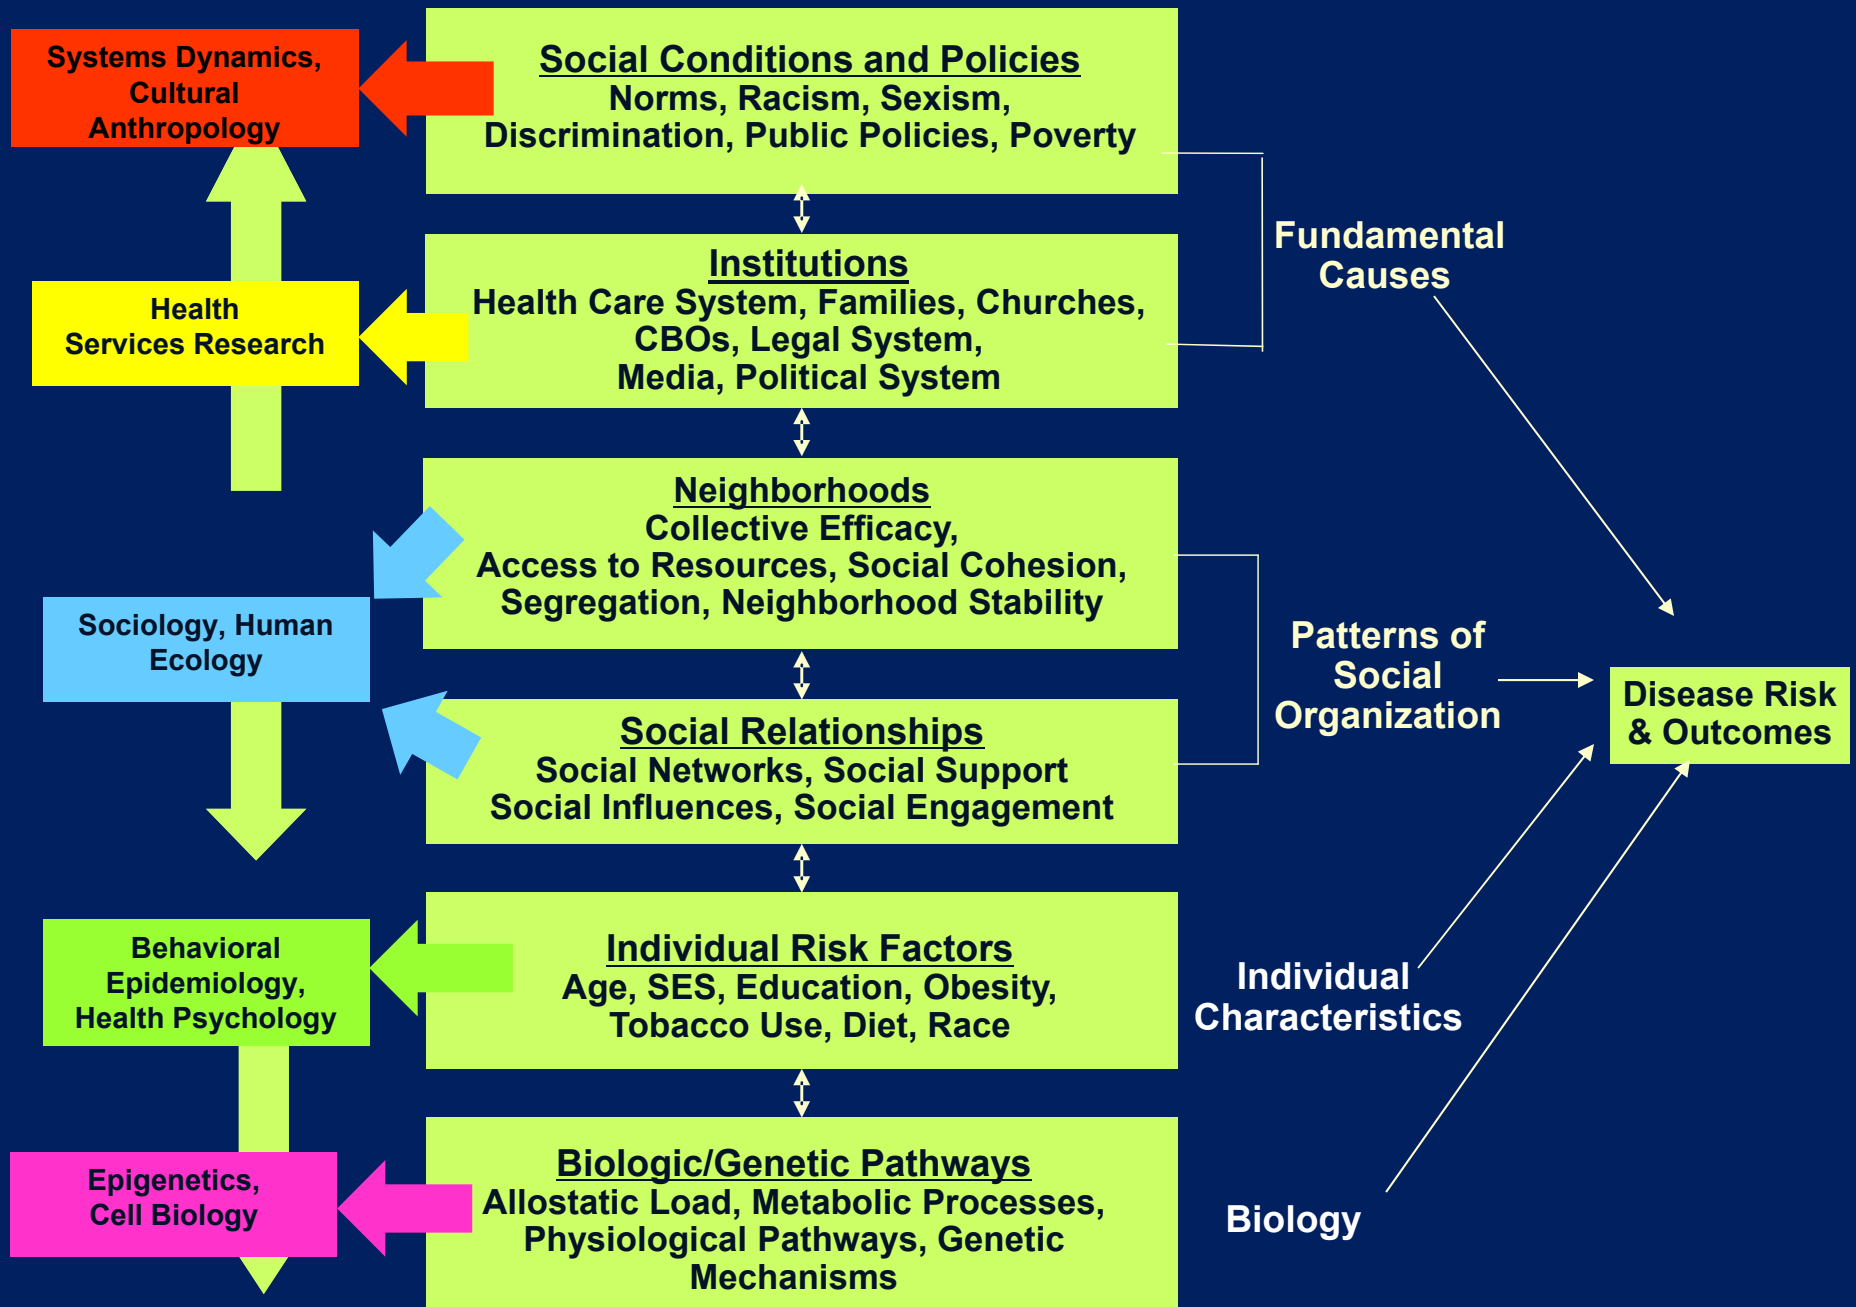 Systems Dynamics,
Cultural
Anthropology
Social Conditions and Policies
Norms, Racism, Sexism,
Discrimination, Public Policies, Poverty
Health
Services Research
Institutions
Health Care System, Families, Churches,
CBOs, Legal System,
Media, Political System
Fundamental
Causes
Neighborhoods
Collective Efficacy,
Access to Resources, Social Cohesion,
Segregation, Neighborhood Stability
Sociology, Human
Ecology
Social Relationships
Social Networks, Social Support
Social Influences, Social Engagement
Patterns of
Social
Organization
Disease Risk
& Outcomes
Behavioral
Epidemiology,
Health Psychology
Individual Risk Factors
Age, SES, Education, Obesity,
Tobacco Use, Diet, Race
Individual
Characteristics
Epigenetics,
Cell Biology
Biologic/Genetic Pathways
Allostatic Load, Metabolic Processes,
Physiological Pathways, Genetic
Mechanisms
Biology